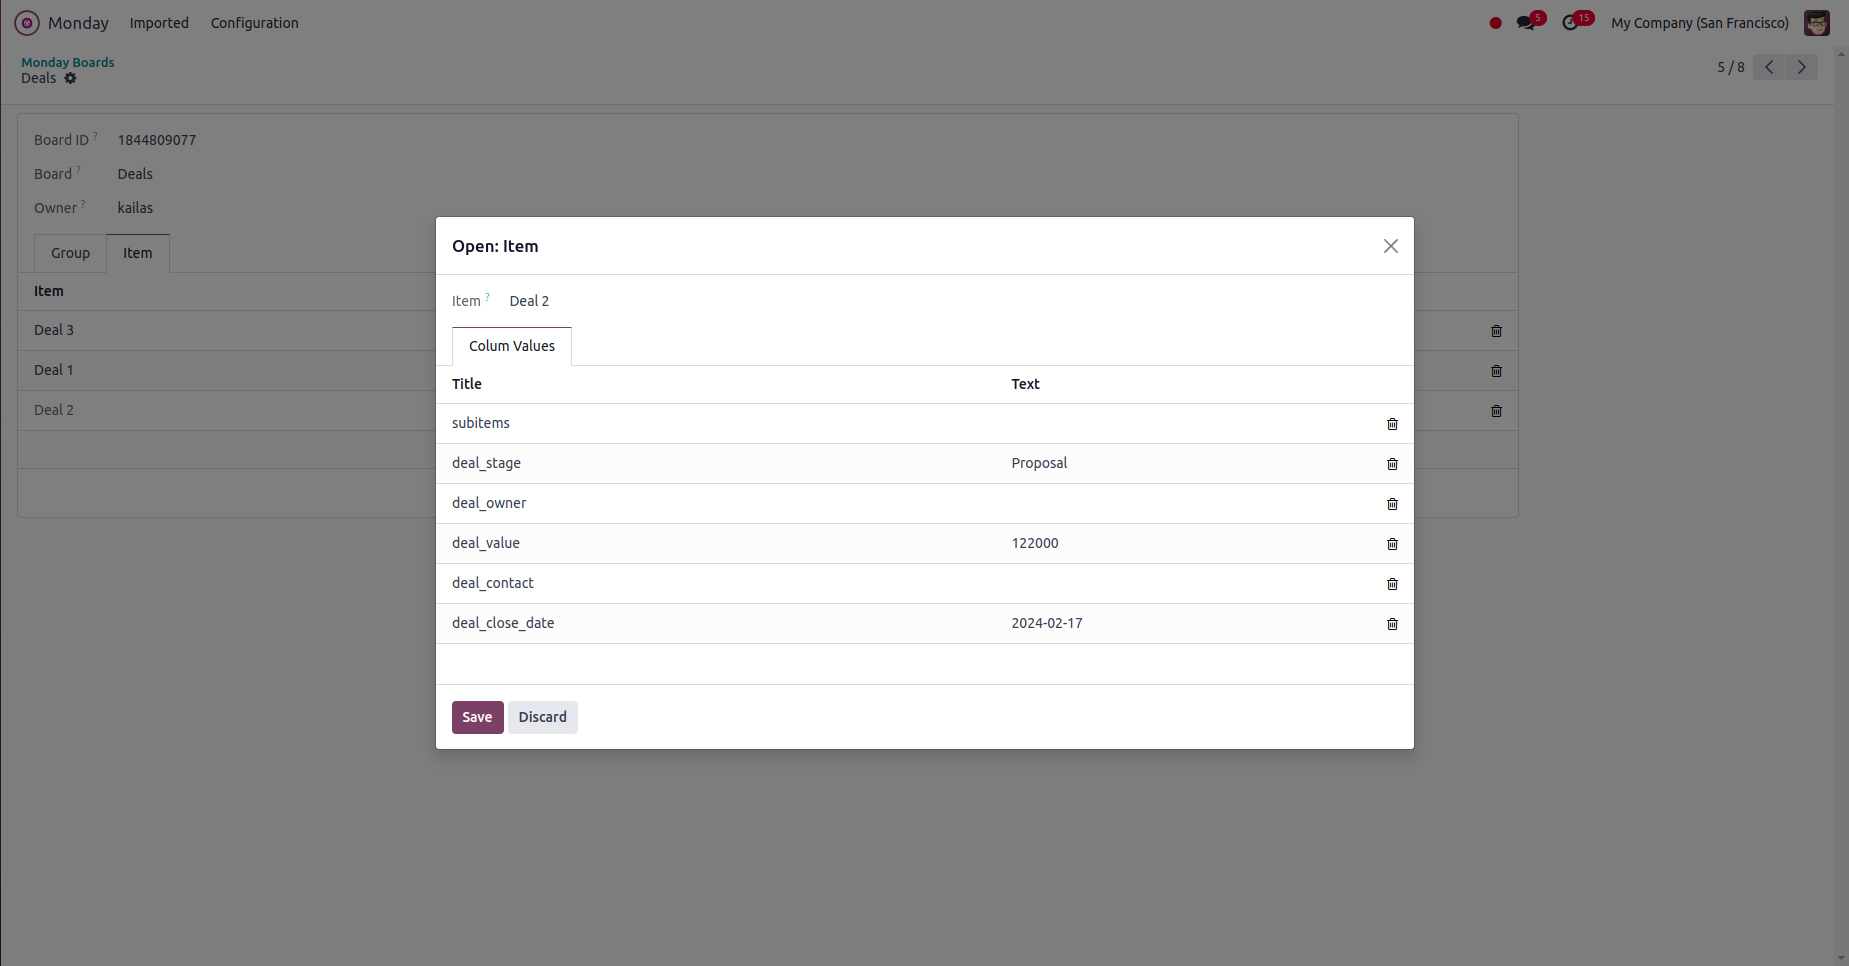 Monday Imported Configuration 5 15 My Company (San Francisco)
Monday Boards
Deals 5 / 8
Board ID ? 1844809077
Board ? Deals
Owner ? kailas
Group Item
Item
Deal 3
Deal 1
Deal 2
Open: Item
Item ? Deal 2
Colum Values
Title Text
subitems
deal_stage Proposal
deal_owner
deal_value 122000
deal_contact
deal_close_date 2024-02-17
Save Discard